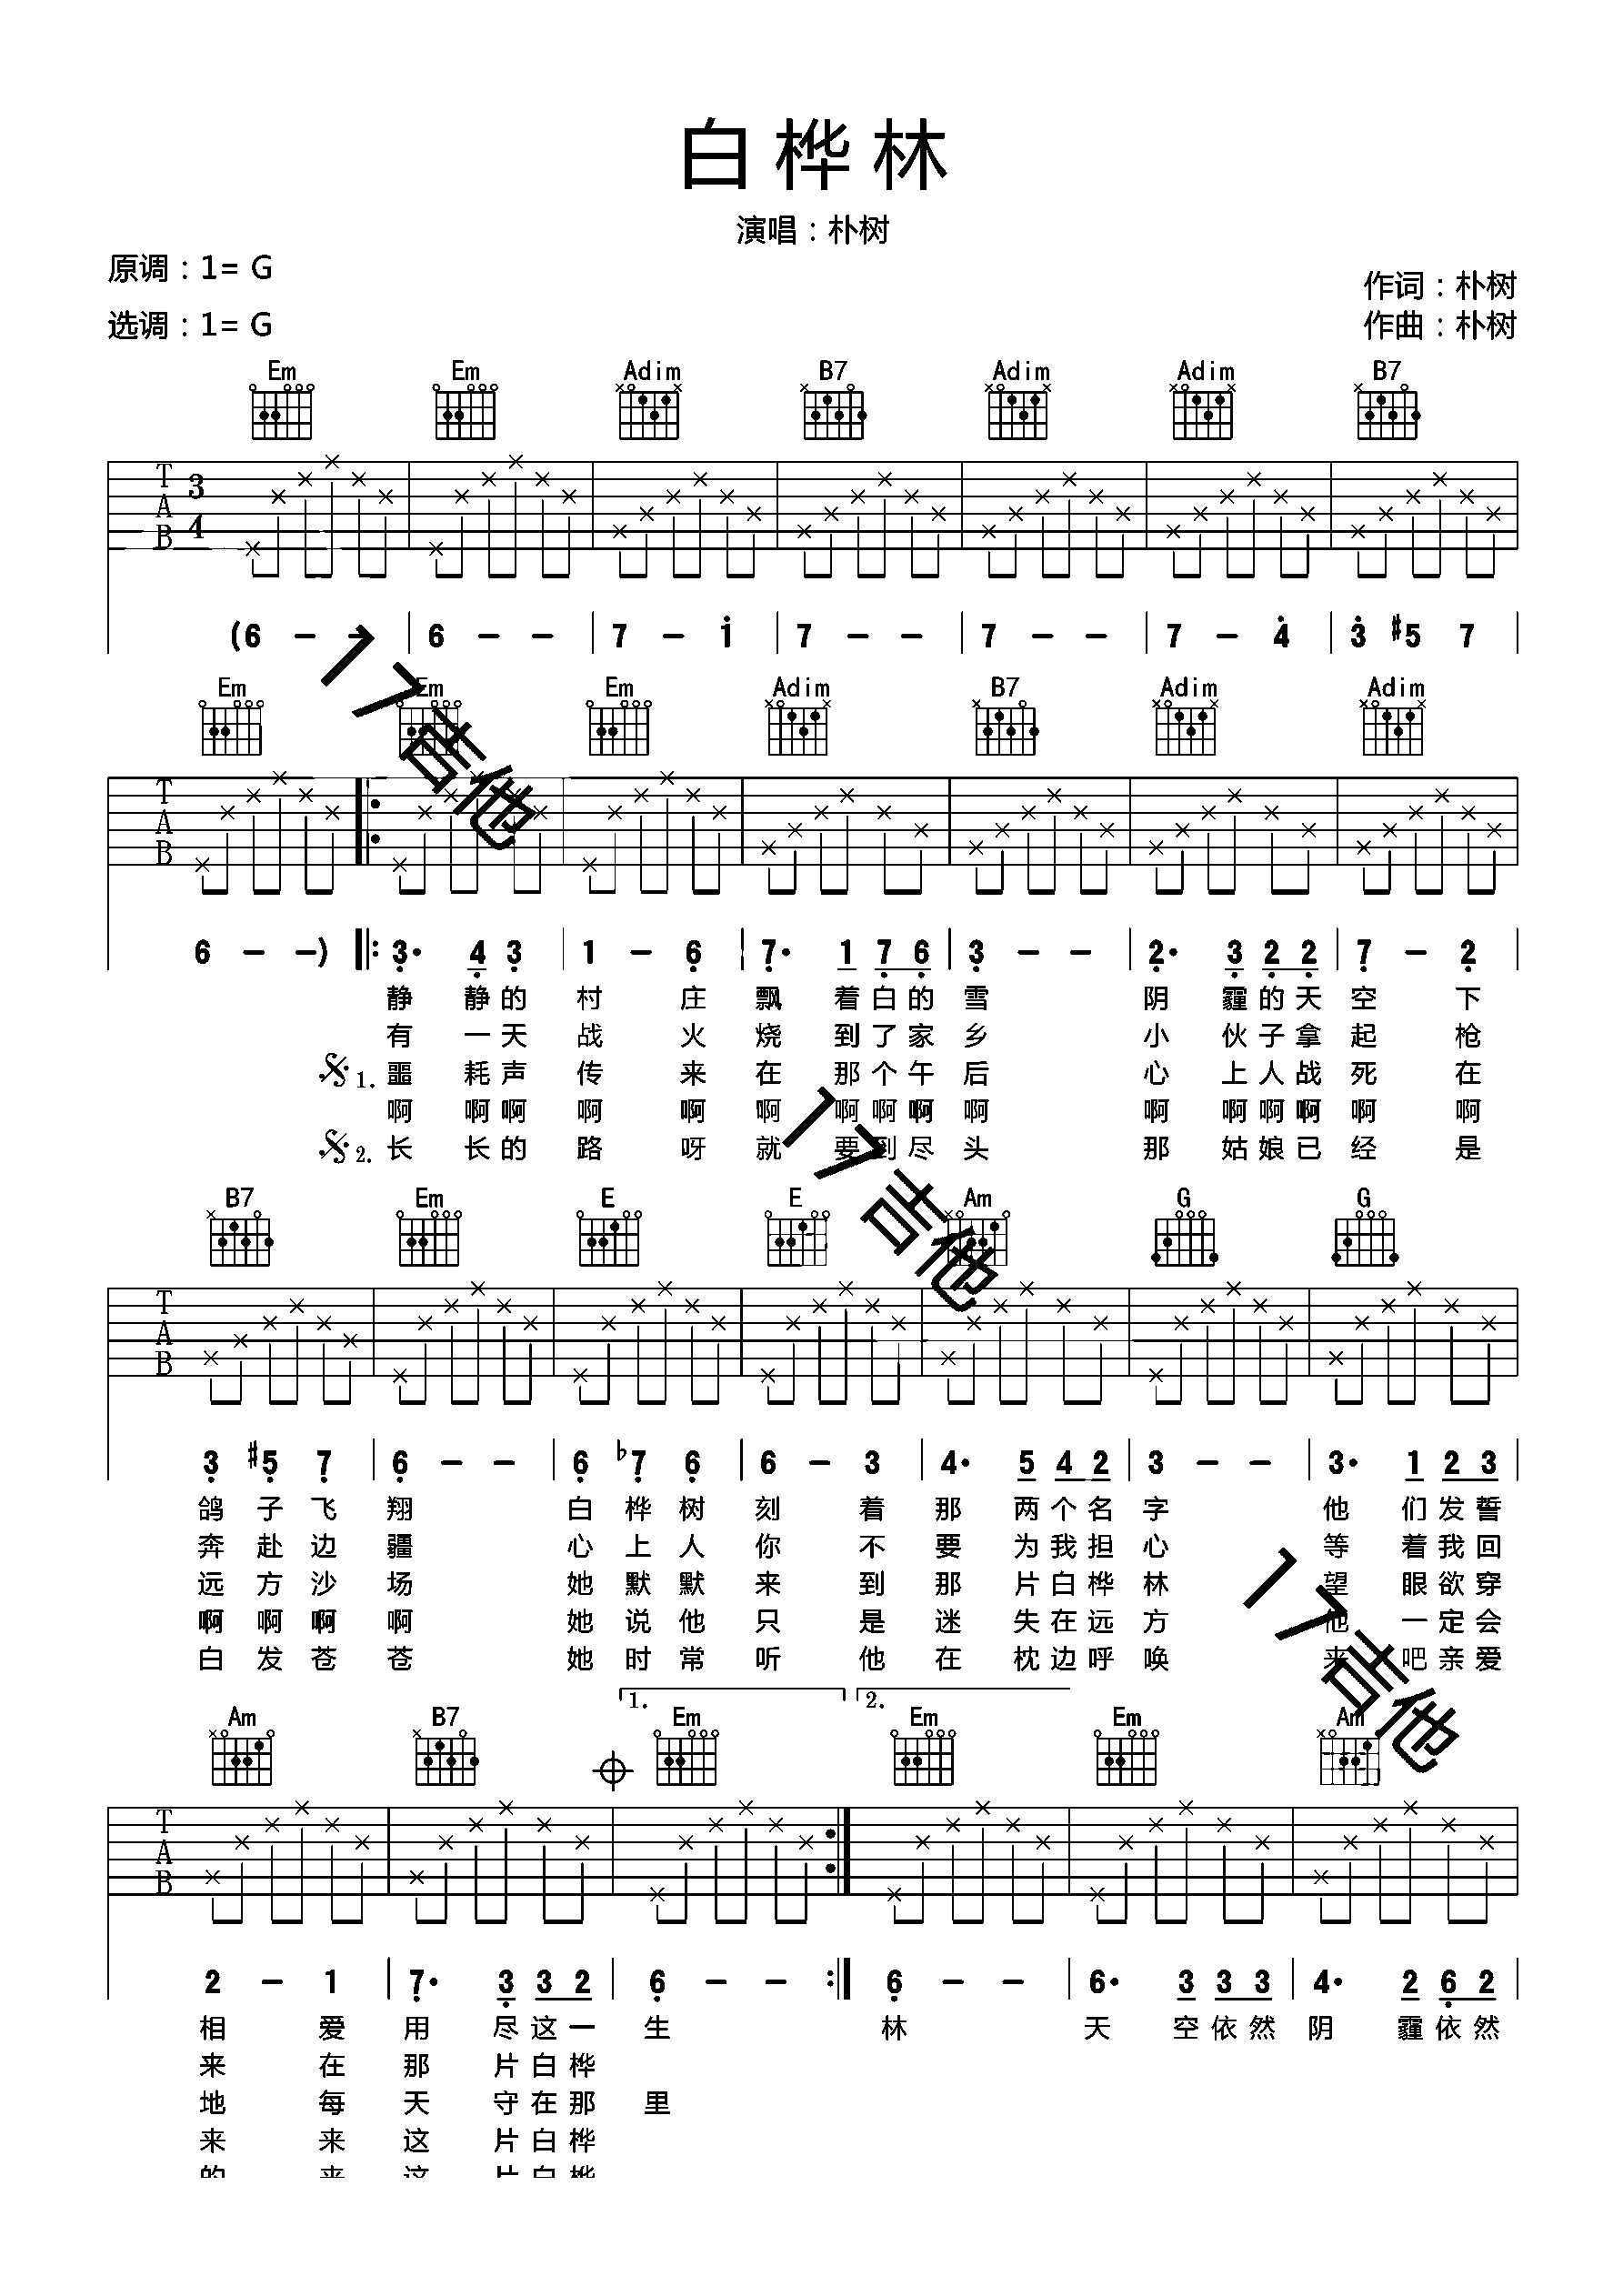 白桦林
演唱：朴树
原调：1= G
作词：朴树
选调：1= G
作曲：朴树
Em Em Adim B7 Adim Adim B7
T A B 3 4
(6 - - 6 - - 7 - 1 7 - - 7 - - 7 - 4 3 #5 7
17吉他
Em Em Em Adim B7 Adim Adim
T A B
6 - -) 3· 4 3 1 - 6 7· 1 7 6 3 - - 2· 3 2 2 7 - 2
静 静的 村 庄 飘 着白的 雪 阴 霾的天 空 下
有 一天 战 火 烧 到了家 乡 小 伙子拿 起 枪
1. 噩 耗声 传 来 在 那个午 后 心 上人战 死 在
啊 啊啊 啊 啊 啊 啊啊啊 啊 啊 啊啊啊 啊 啊
2. 长 长的 路 呀 就 要到尽 头 那 姑娘已 经 是
17吉他
B7 Em E E Am G G
T A B
3 #5 7 6 - - 6 b7 6 6 - 3 4· 5 4 2 3 - - 3· 1 2 3
鸽 子 飞 翔 白 桦 树 刻 着 那 两个名 字 他 们发誓
奔 赴 边 疆 心 上 人 你 不 要 为我担 心 等 着我回
远 方 沙 场 她 默 默 来 到 那 片白桦 林 望 眼欲穿
啊 啊 啊 啊 她 说 他 只 是 迷 失在远 方 他 一定会
白 发 苍 苍 她 时 常 听 他 在 枕边呼 唤 来 吧亲爱
17吉他
1. 2.
Am B7 Em Em Em Am
T A B
2 - 1 7· 3 3 2 6 - - 6 - - 6· 3 3 3 4· 2 6 2
相 爱 用 尽这一 生 林 天 空依然 阴 霾依然
来 在 那 片白桦
地 每 天 守在那 里
来 来 这 片白桦
的 来 这 片白桦